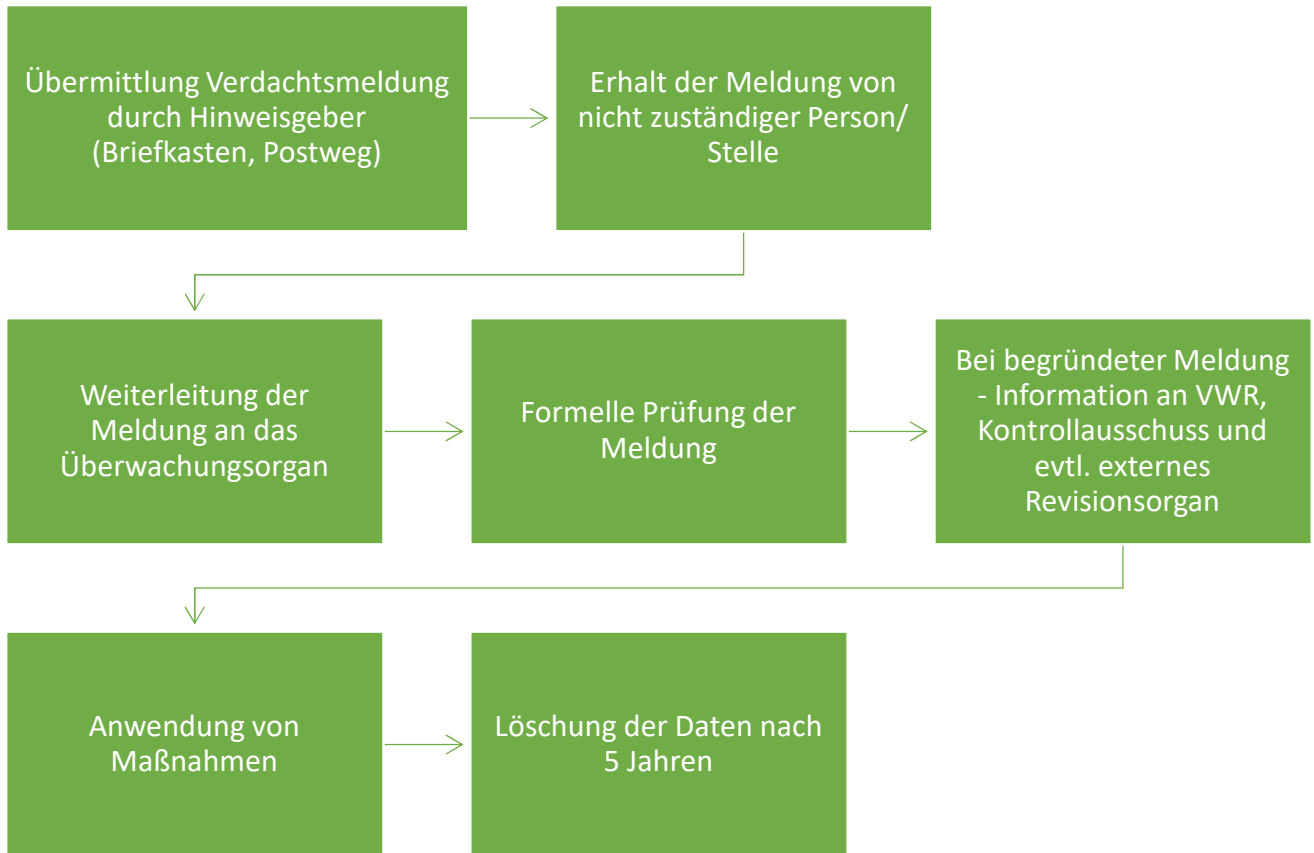 Übermittlung Verdachtsmeldung
durch Hinweisgeber
(Briefkasten, Postweg)
Erhalt der Meldung von
nicht zuständiger Person/
Stelle
Weiterleitung der
Meldung an das
Überwachungsorgan
Formelle Prüfung der
Meldung
Bei begründeter Meldung
- Information an VWR,
Kontrollausschuss und
evtl. externes
Revisionsorgan
Anwendung von
Maßnahmen
Löschung der Daten nach
5 Jahren